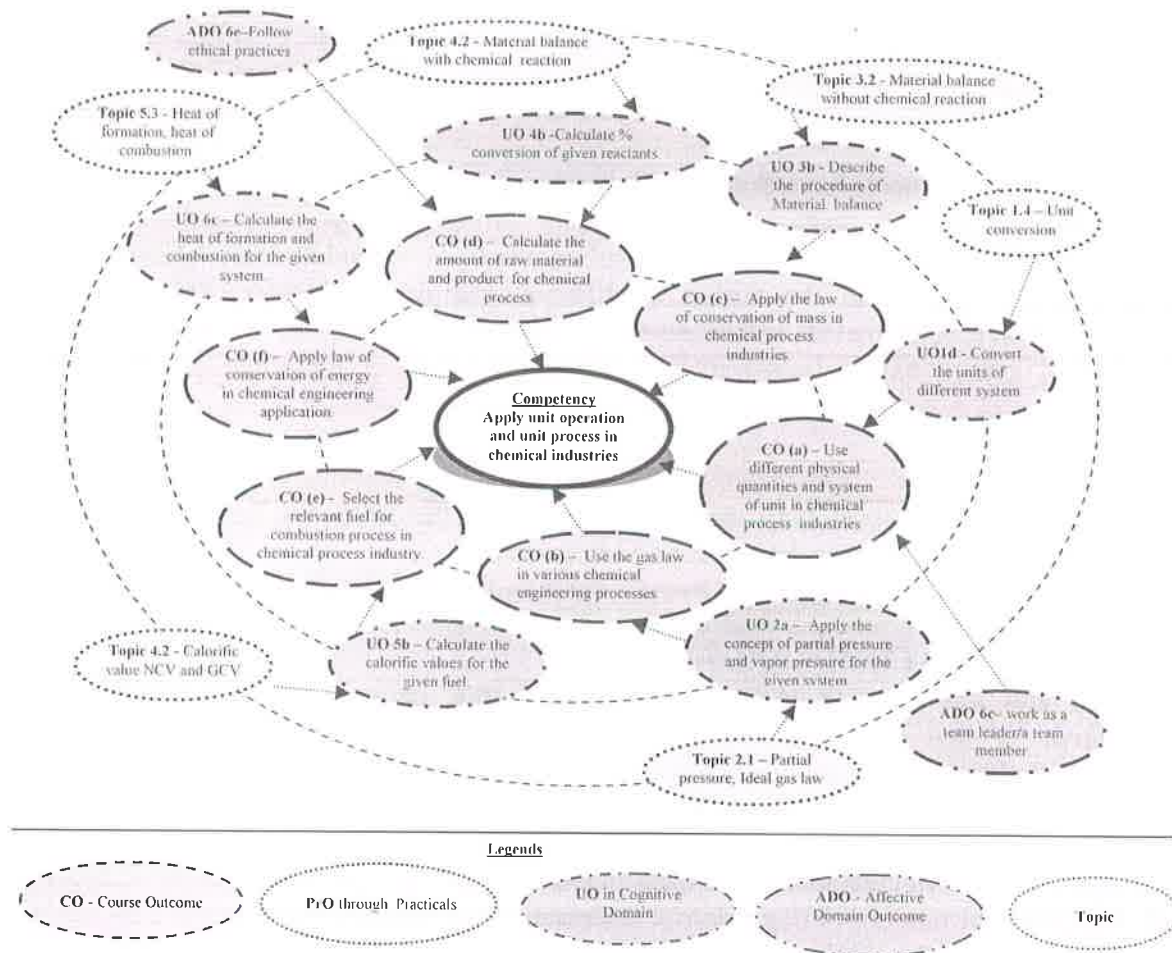 ADO 6e–Follow
ethical practices
Topic 4.2 - Material balance
with chemical reaction
Topic 3.2 - Material balance
without chemical reaction
Topic 5.3 - Heat of
formation, heat of
combustion
UO 4b -Calculate %
conversion of given reactants.
UO 3b - Describe
the procedure of
Material balance
Topic 1.4 – Unit
conversion
UO 6c – Calculate the
heat of formation and
combustion for the given
system.
CO (d) – Calculate the
amount of raw material
and product for chemical
process.
CO (c) – Apply the law
of conservation of mass in
chemical process
industries.
UO1d - Convert
the units of
different system
CO (f) – Apply law of
conservation of energy
in chemical engineering
application.
Competency
Apply unit operation
and unit process in
chemical industries
CO (a) – Use
different physical
quantities and system
of unit in chemical
process industries
CO (e) – Select the
relevant fuel for
combustion process in
chemical process industry.
CO (b) – Use the gas law
in various chemical
engineering processes.
Topic 4.2 - Calorific
value NCV and GCV
UO 5b – Calculate the
calorific values for the
given fuel.
UO 2a – Apply the
concept of partial pressure
and vapor pressure for the
given system
ADO 6c– work as a
team leader/a team
member
Topic 2.1 – Partial
pressure, Ideal gas law
Legends
CO - Course Outcome
PrO through Practicals
UO in Cognitive
Domain
ADO - Affective
Domain Outcome
Topic